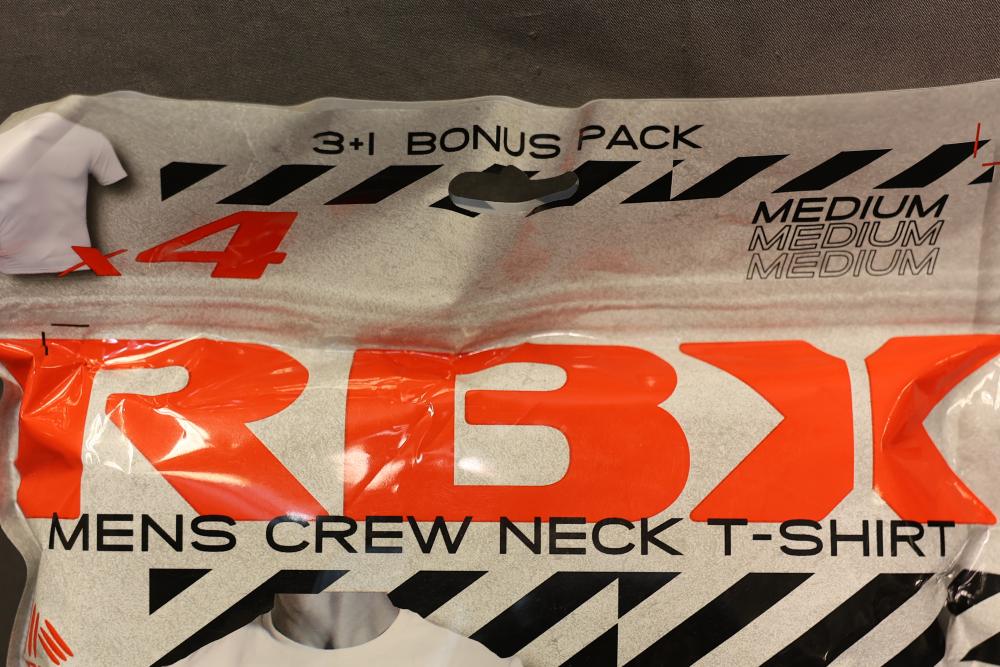 3+1 BONUS PACK
x4
MEDIUM
MEDIUM
MEDIUM
RBX
MENS CREW NECK T-SHIRT